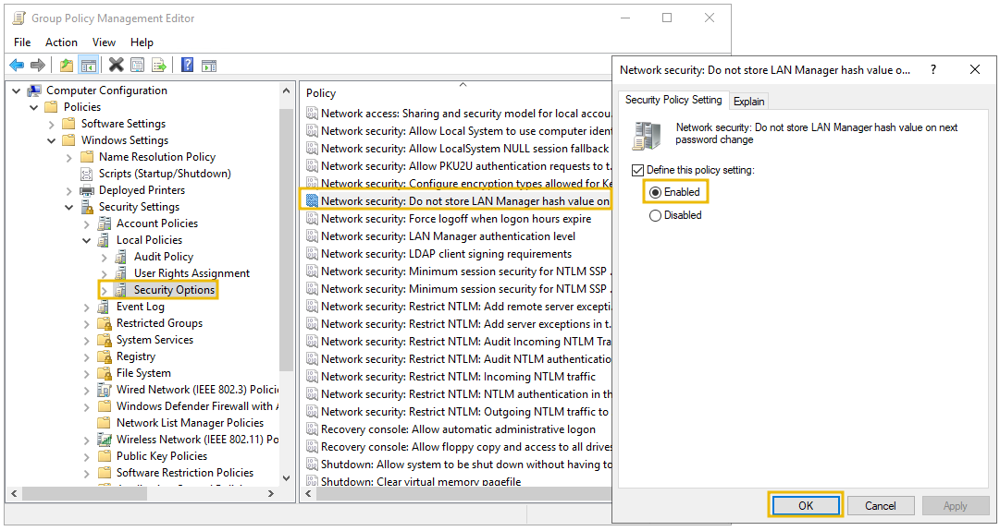 Group Policy Management Editor
File Action View Help
Computer Configuration
Policies
Software Settings
Windows Settings
Name Resolution Policy
Scripts (Startup/Shutdown)
Deployed Printers
Security Settings
Account Policies
Local Policies
Audit Policy
User Rights Assignment
Security Options
Event Log
Restricted Groups
System Services
Registry
File System
Wired Network (IEEE 802.3) Policie
Windows Defender Firewall with A
Network List Manager Policies
Wireless Network (IEEE 802.11) Po
Public Key Policies
Software Restriction Policies
Policy
Network access: Sharing and security model for local accou...
Network security: Allow Local System to use computer ident
Network security: Allow LocalSystem NULL session fallback
Network security: Allow PKU2U authentication requests to t...
Network security: Configure encryption types allowed for Ke
Network security: Do not store LAN Manager hash value on
Network security: Force logoff when logon hours expire
Network security: LAN Manager authentication level
Network security: LDAP client signing requirements
Network security: Minimum session security for NTLM SSP ..
Network security: Minimum session security for NTLM SSP ..
Network security: Restrict NTLM: Add remote server excepti..
Network security: Restrict NTLM: Add server exceptions in t...
Network security: Restrict NTLM: Audit Incoming NTLM Tra
Network security: Restrict NTLM: Audit NTLM authentication
Network security: Restrict NTLM: Incoming NTLM traffic
Network security: Restrict NTLM: NTLM authentication in th
Network security: Restrict NTLM: Outgoing NTLM traffic to
Recovery console: Allow automatic administrative logon
Recovery console: Allow floppy copy and access to all drives
Shutdown: Allow system to be shut down without having to
Shutdown: Clear virtual memory pagefile
Network security: Do not store LAN Manager hash value o... ?
Security Policy Setting Explain
Network security: Do not store LAN Manager hash value on next
password change
Define this policy setting:
Enabled
Disabled
OK Cancel Apply